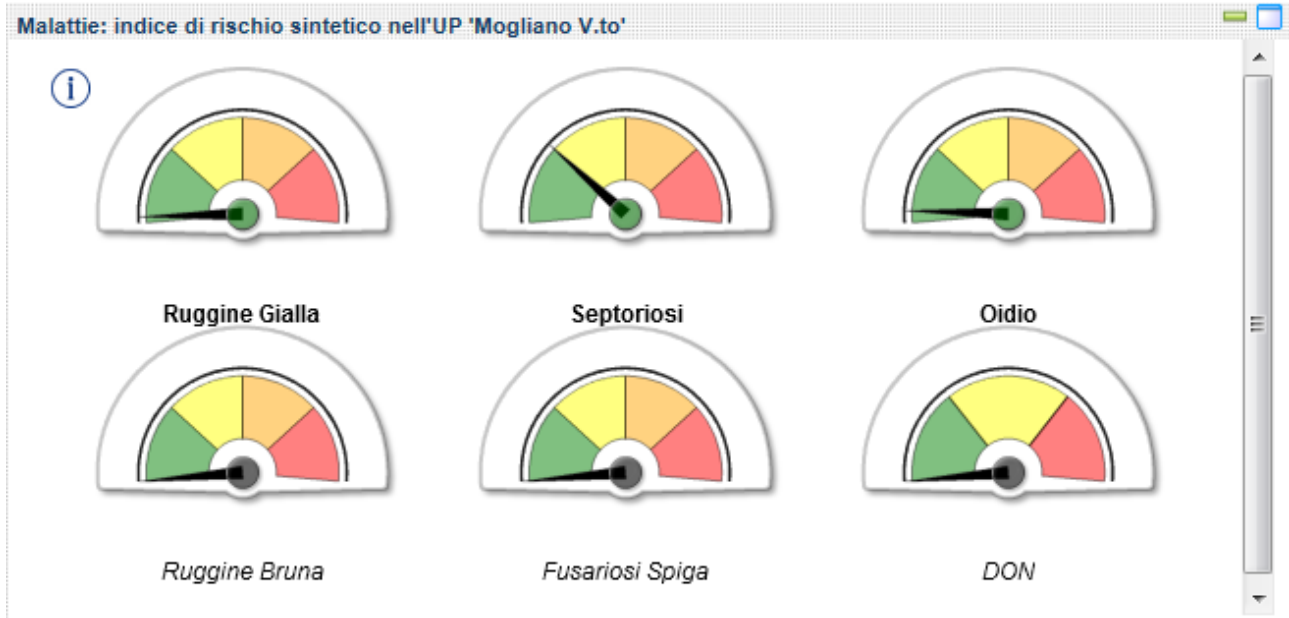 Malattie: indice di rischio sintetico nell'UP 'Mogliano V.to'
i
Ruggine Gialla
Septoriosi
Oidio
Ruggine Bruna
Fusariosi Spiga
DON